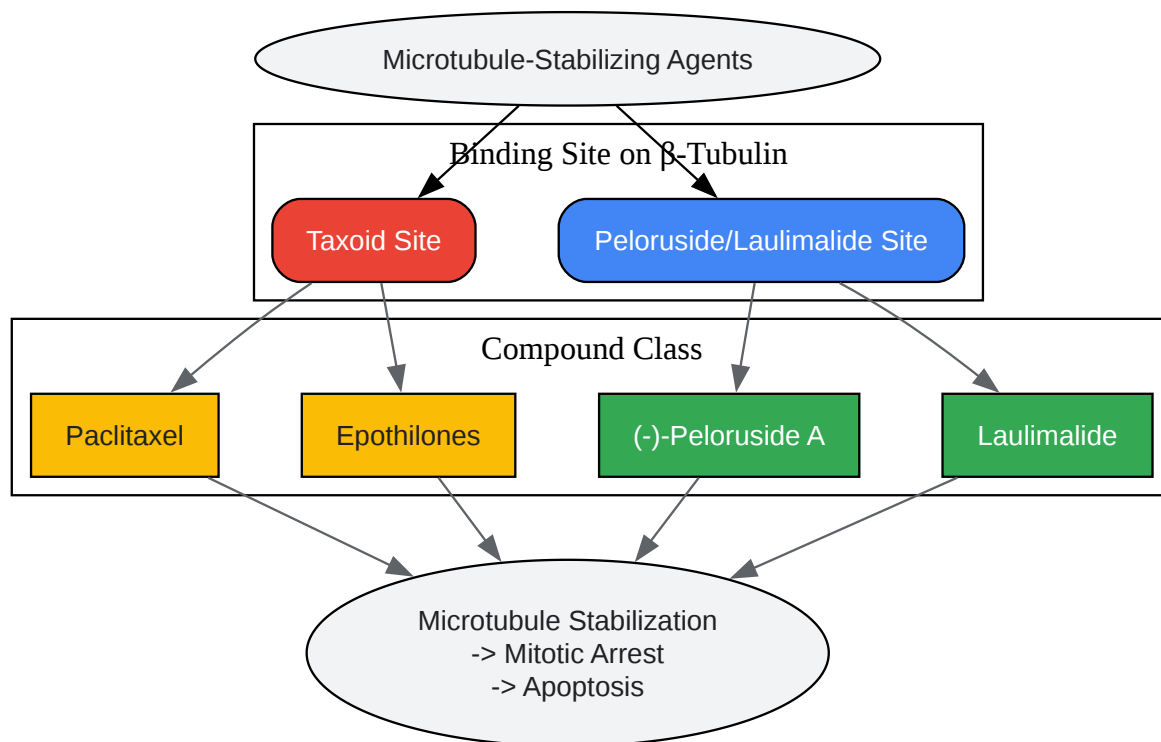 Microtubule-Stabilizing Agents
Binding Site on β-Tubulin
Taxoid Site
Peloruside/Laulimalide Site
Compound Class
Paclitaxel
Epothilones
(-)-Peloruside A
Laulimalide
Microtubule Stabilization
-> Mitotic Arrest
-> Apoptosis